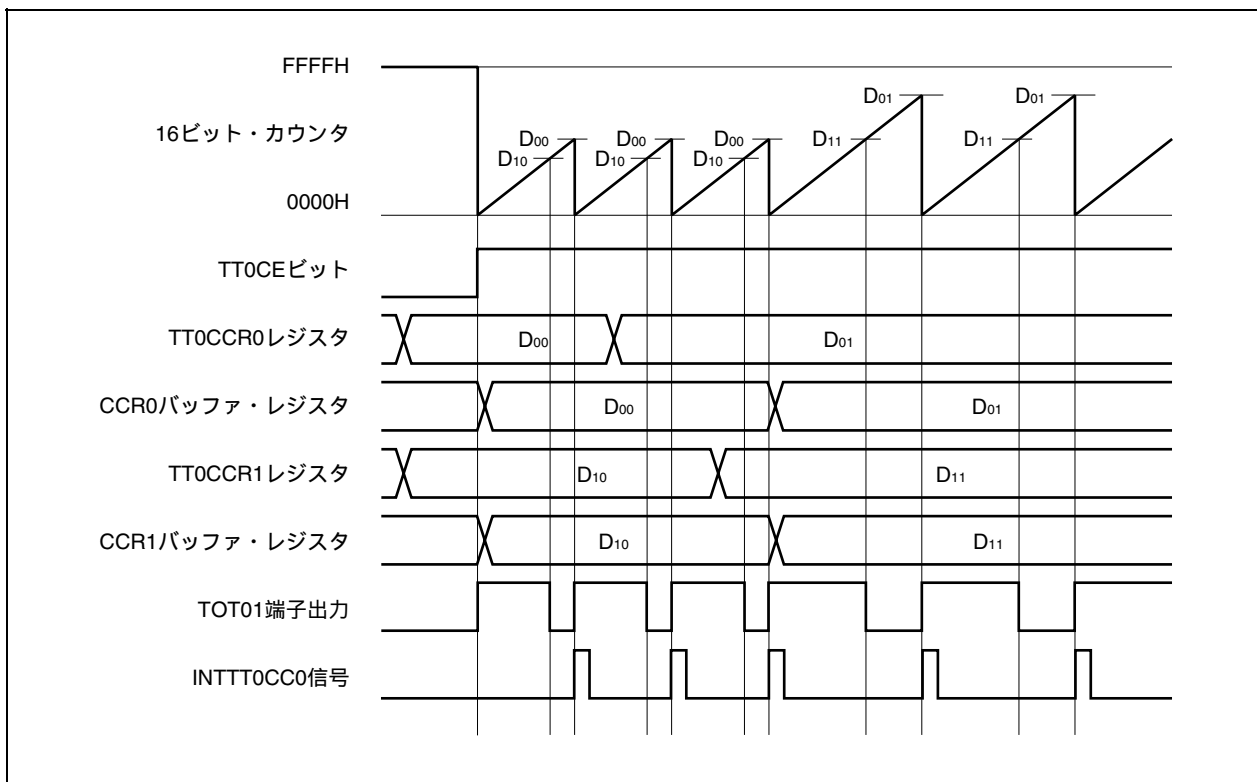 FFFFH
D01 D01
16ビット・カウンタ D00 D00 D00 D11 D11
D10 D10 D10
0000H
TT0CEビット
TT0CCR0レジスタ D00 D01
CCR0バッファ・レジスタ D00 D01
TT0CCR1レジスタ D10 D11
CCR1バッファ・レジスタ D10 D11
TOT01端子出力
INTTT0CC0信号